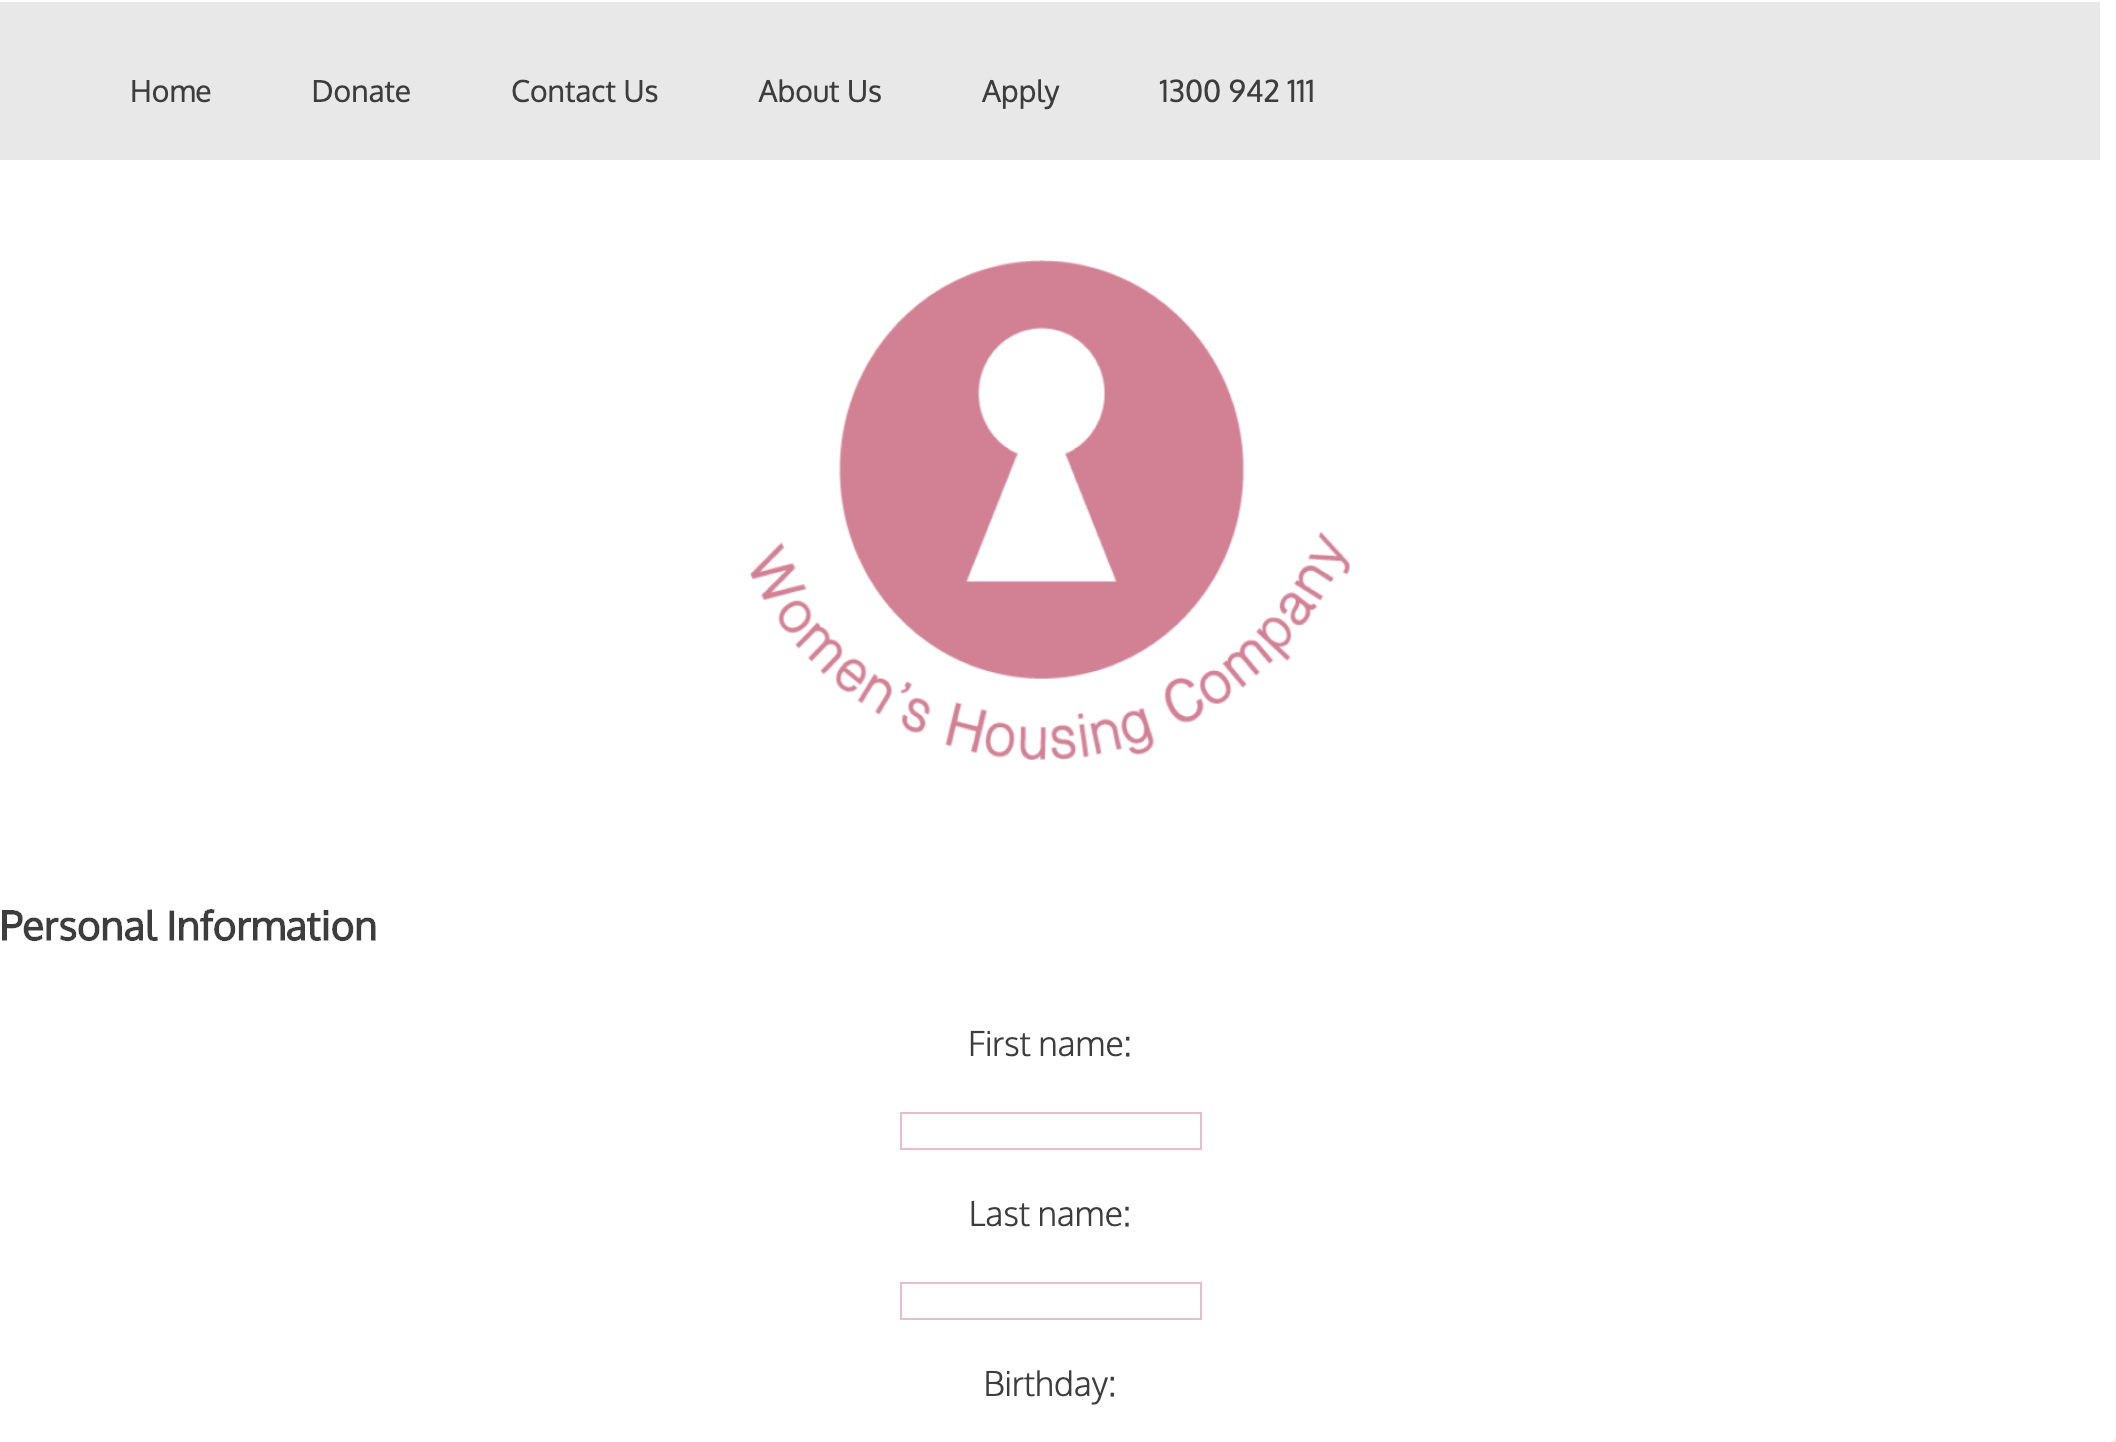 Home Donate Contact Us About Us Apply 1300 942 111
Women’s Housing Company
Personal Information
First name:
Last name:
Birthday: